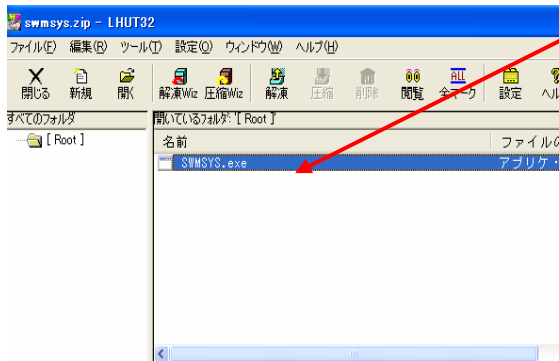 swmsys.zip - LHUT32
ファイル(F) 編集(R) ツール(T) 設定(O) ウィンドウ(W) ヘルプ(H)
閉じる 新規 開く 解凍Wiz 圧縮Wiz 解凍 圧縮 削除 閲覧 全マーク 設定 ヘル
すべてのフォルダ 開いているフォルダ:'[ Root ]'
[ Root ] 名前 ファイルの
SWMSYS.exe アプリケ・